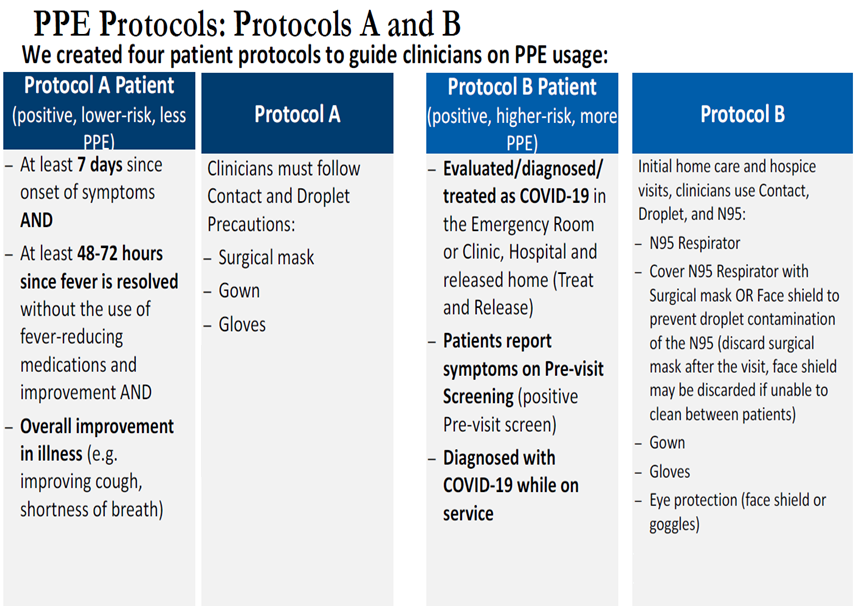 PPE Protocols: Protocols A and B
We created four patient protocols to guide clinicians on PPE usage:
Protocol A Patient
(positive, lower-risk, less
PPE)
– At least 7 days since
onset of symptoms
AND
– At least 48-72 hours
since fever is resolved
without the use of
fever-reducing
medications and
improvement AND
– Overall improvement
in illness (e.g.
improving cough,
shortness of breath)
Protocol A
Clinicians must follow
Contact and Droplet
Precautions:
– Surgical mask
– Gown
– Gloves
Protocol B Patient
(positive, higher-risk, more
PPE)
– Evaluated/diagnosed/
treated as COVID-19 in
the Emergency Room
or Clinic, Hospital and
released home (Treat
and Release)
– Patients report
symptoms on Pre-visit
Screening (positive
Pre-visit screen)
– Diagnosed with
COVID-19 while on
service
Protocol B
Initial home care and hospice
visits, clinicians use Contact,
Droplet, and N95:
– N95 Respirator
– Cover N95 Respirator with
Surgical mask OR Face shield to
prevent droplet contamination
of the N95 (discard surgical
mask after the visit, face shield
may be discarded if unable to
clean between patients)
– Gown
– Gloves
– Eye protection (face shield or
goggles)